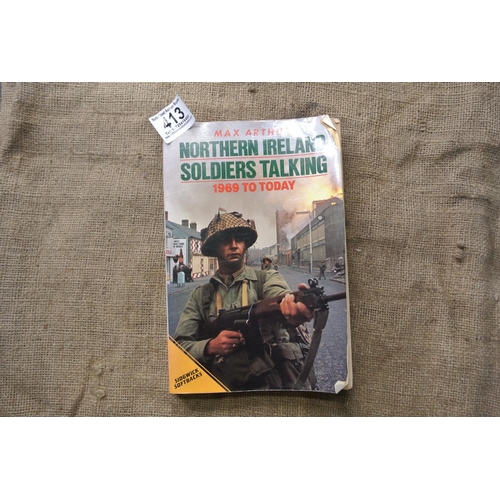 413
MAX ARTHUR
NORTHERN IRELAND
SOLDIERS TALKING
1969 TO TODAY
SIDGWICK
SOFTBACKS